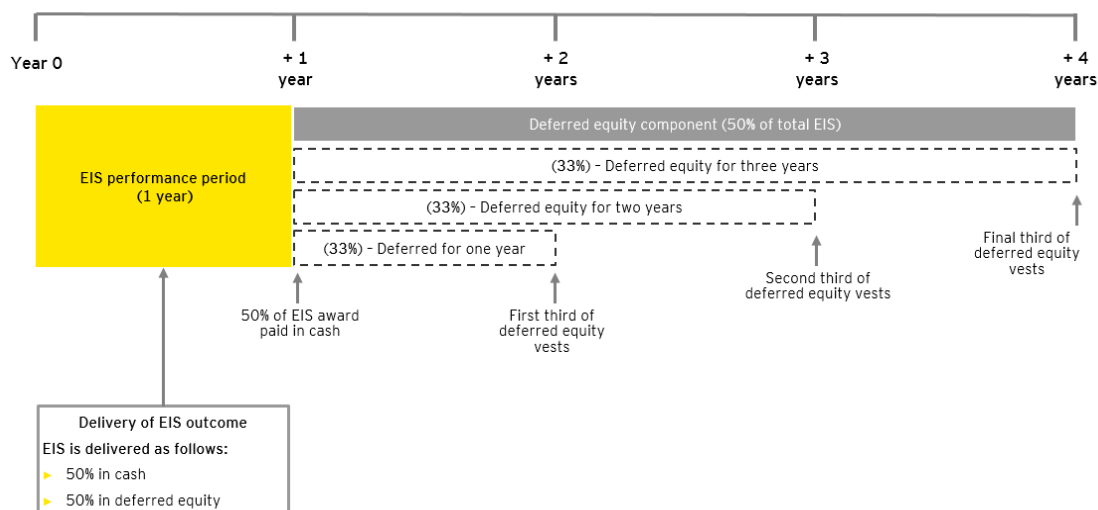 Year 0
+ 1
year
+ 2
years
+ 3
years
+ 4
years
EIS performance period
(1 year)
Deferred equity component (50% of total EIS)
(33%) – Deferred equity for three years
(33%) – Deferred equity for two years
(33%) – Deferred for one year
50% of EIS award
paid in cash
First third of
deferred equity
vests
Second third of
deferred equity vests
Final third of
deferred equity
vests
Delivery of EIS outcome
EIS is delivered as follows:
► 50% in cash
► 50% in deferred equity